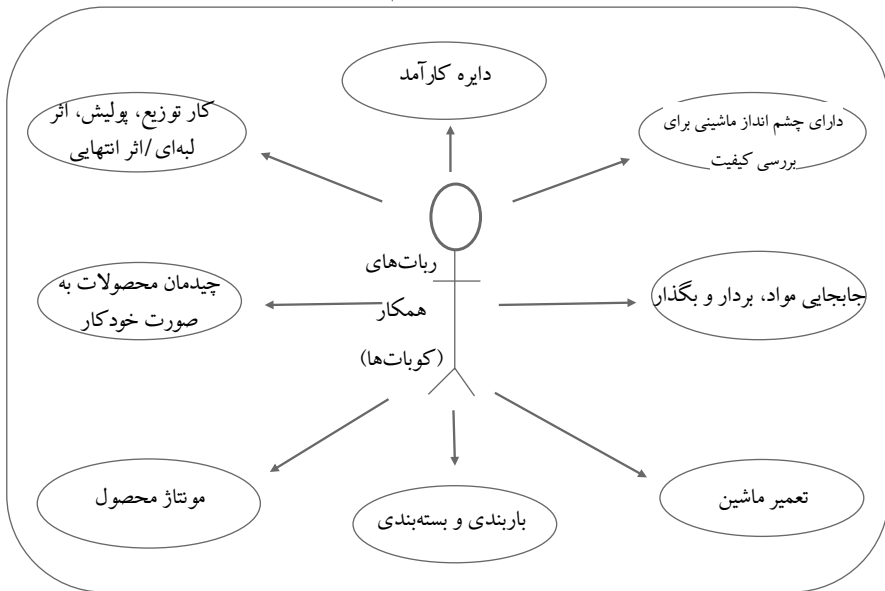 دایره کارآمد
دارای چشم انداز ماشینی برای
بررسی کیفیت
کار توزیع، پولیش، اثر
لبه‌ای/اثر انتهایی
ربات‌های
همکار
(کوبات‌ها)
جابجایی مواد، بردار و بگذار
چیدمان محصولات به
صورت خودکار
تعمیر ماشین
باربندی و بسته‌بندی
مونتاژ محصول